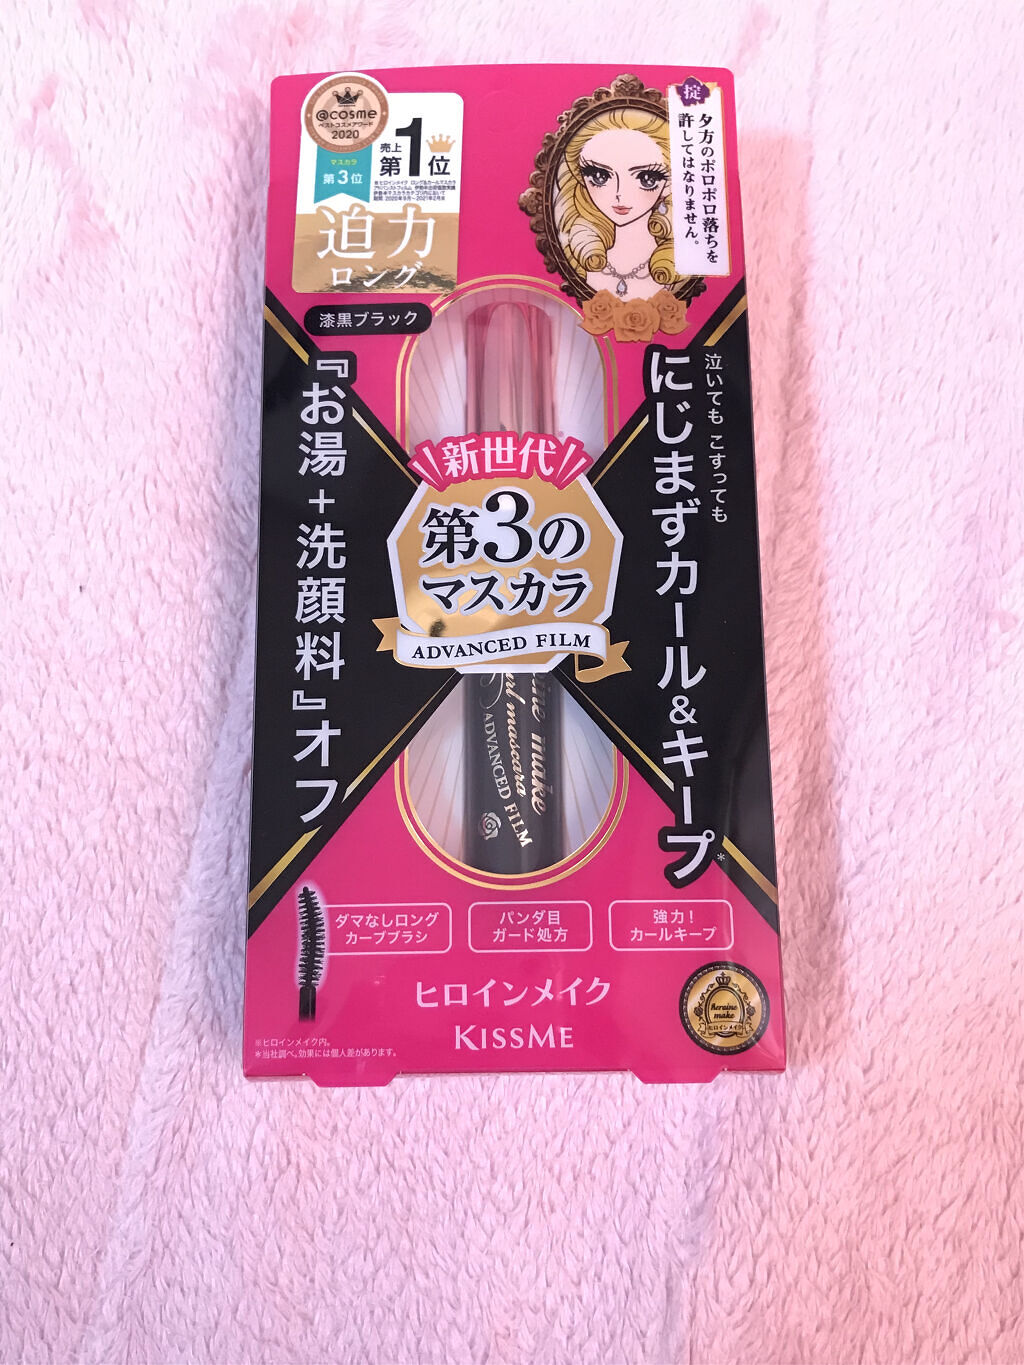 @cosme
ベストコスメアワード
2020
マスカラ
第3位
売上
第1位
迫力
ロング
漆黒ブラック
掟
夕方のポロポロ落ちを
許してはなりません。
泣いても こすっても
にじまずカール&キープ*
『お湯+洗顔料』オフ
新世代
第3の
マスカラ
ADVANCED FILM
make
mascara
ADVANCED FILM
ダマなしロング
カーブブラシ
パンダ目
ガード処方
強力!
カールキープ
ヒロインメイク
KISSME
Heroine
make
ヒロインメイク
※ヒロインメイク内。
*当社調べ。効果には個人差があります。